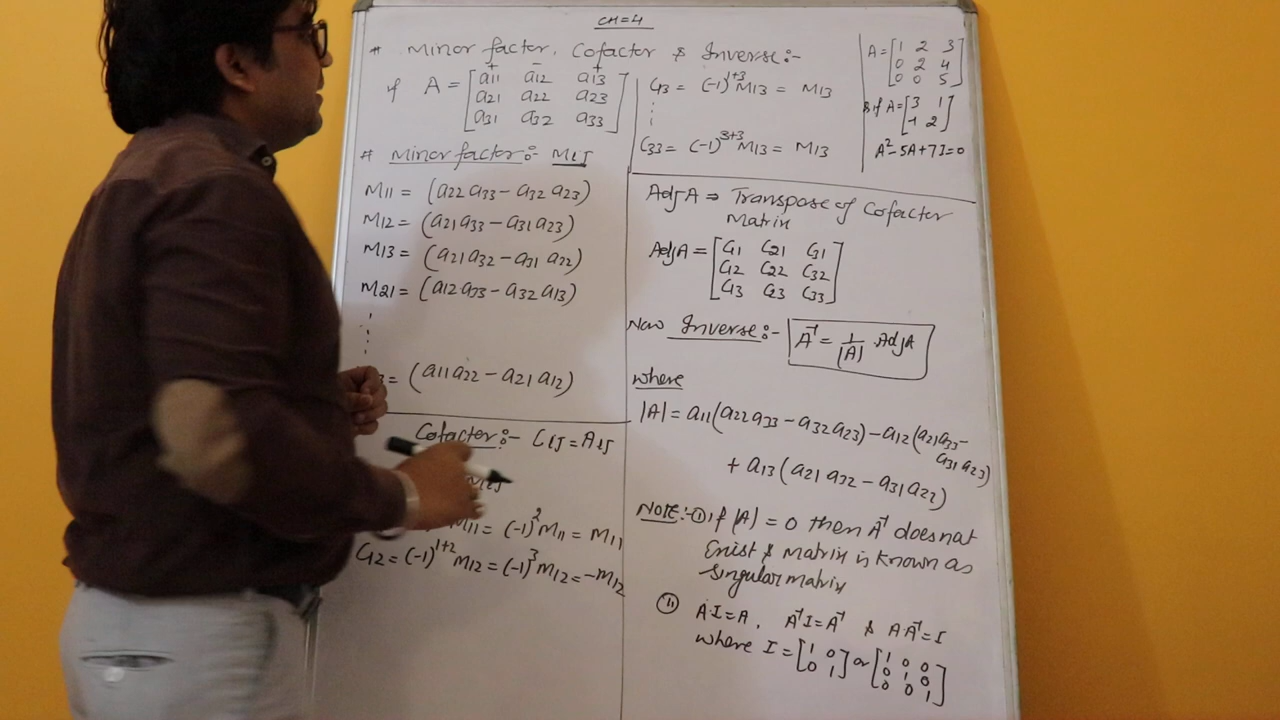 CH=4
# Minor factor, Cofactor & Inverse:-
+ - +
if A = [a11 a12 a13
a21 a22 a23
a31 a32 a33]
# Minor factor:- Mij
M11 = (a22 a33 - a32 a23)
M12 = (a21 a33 - a31 a23)
M13 = (a21 a32 - a31 a22)
M21 = (a12 a33 - a32 a13)
= (a11 a22 - a21 a12)
Cofactor:- Cij = Aij
Mij
M11 = (-1)^2 M11 = M11
C12 = (-1)^1+2 M12 = (-1)^3 M12 = -M12
C13 = (-1)^1+3 M13 = M13
C33 = (-1)^3+3 M13 = M13
Adj A ⇒ Transpose of Cofactor
Matrix
Adj A = [C11 C21 C31
C12 C22 C32
C13 C23 C33]
Now Inverse:- A^-1 = 1/|A| . Adj A
where
|A| = a11(a22 a33 - a32 a23) - a12(a21 a33 -
a31 a23)
+ a13(a21 a32 - a31 a22)
NOTE:- (i) if |A| = 0 then A^-1 does not
Exist & matrix is known as
singular matrix
(ii) A·I = A, A^-1 I = A^-1 & A·A^-1 = I
where I = [1 0
0 1] or [1 0 0
0 1 0
0 0 1]
A = [1 2 3
0 2 4
0 0 5]
if A = [3 1
-1 2]
A^2 - 5A + 7I = 0